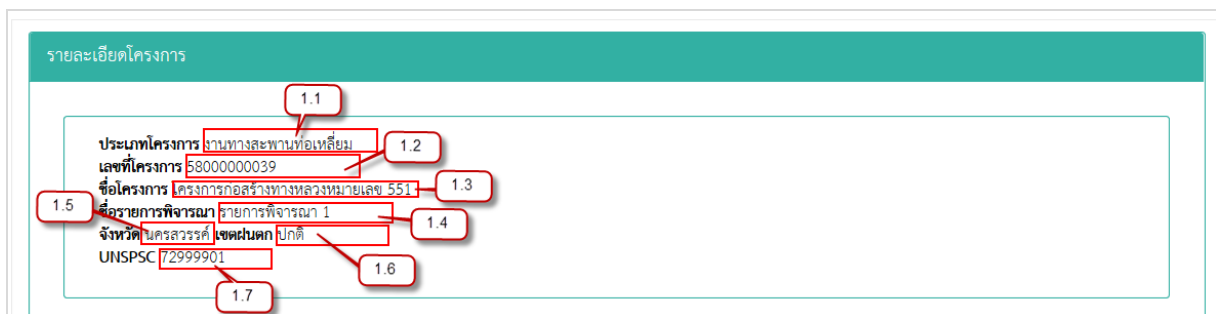 รายละเอียดโครงการ
1.1
ประเภทโครงการ งานทางสะพานท่อเหลี่ยม
1.2
เลขที่โครงการ 58000000039
ชื่อโครงการ โครงการก่อสร้างทางหลวงหมายเลข 551
1.3
1.5
ชื่อรายการพิจารณา รายการพิจารณา 1
1.4
จังหวัด นครสวรรค์ เขตฝนตก ปกติ
UNSPSC 72999901
1.6
1.7